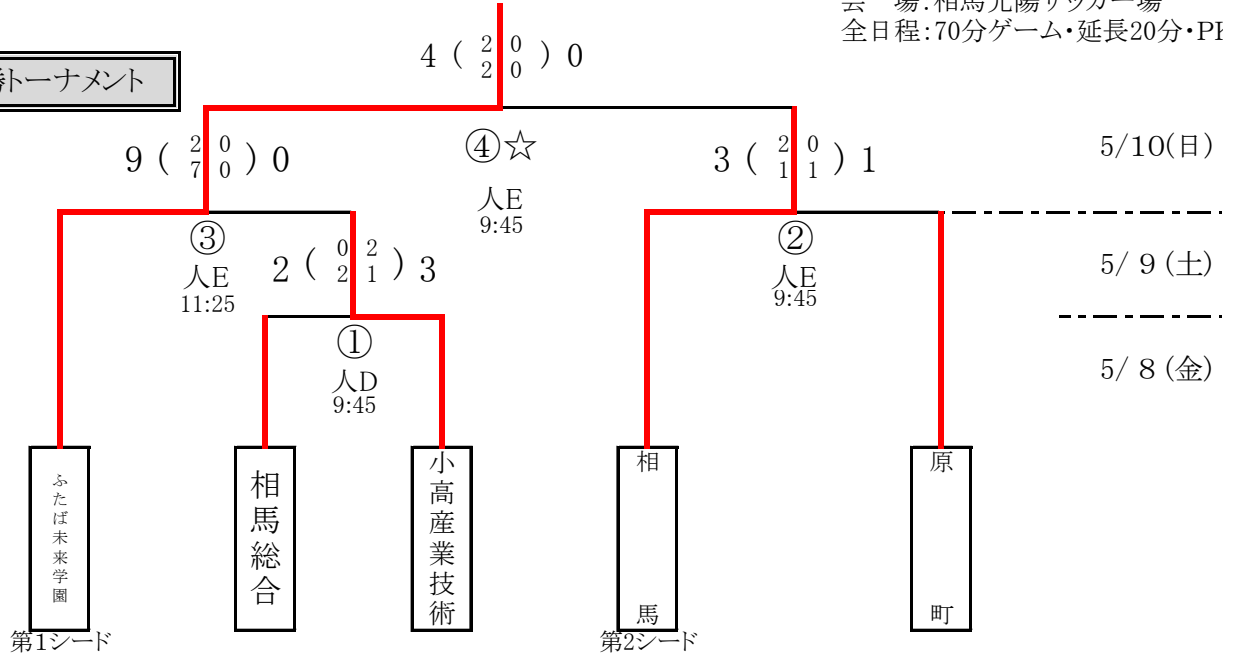 会 場:相馬光陽サッカー場
全日程:70分ゲーム・延長20分・PK
勝トーナメント
4 ( 2 0
2 0 ) 0
9 ( 2 0
7 0 ) 0
④☆
人E
9:45
3 ( 2 0
1 1 ) 1
5/10(日)
③
人E
11:25
2 ( 0 2
2 1 ) 3
②
人E
9:45
5/ 9 (土)
①
人D
9:45
5/ 8 (金)
ふたば未来学園
相馬総合
小高産業技術
相馬
原町
第1シード
第2シード